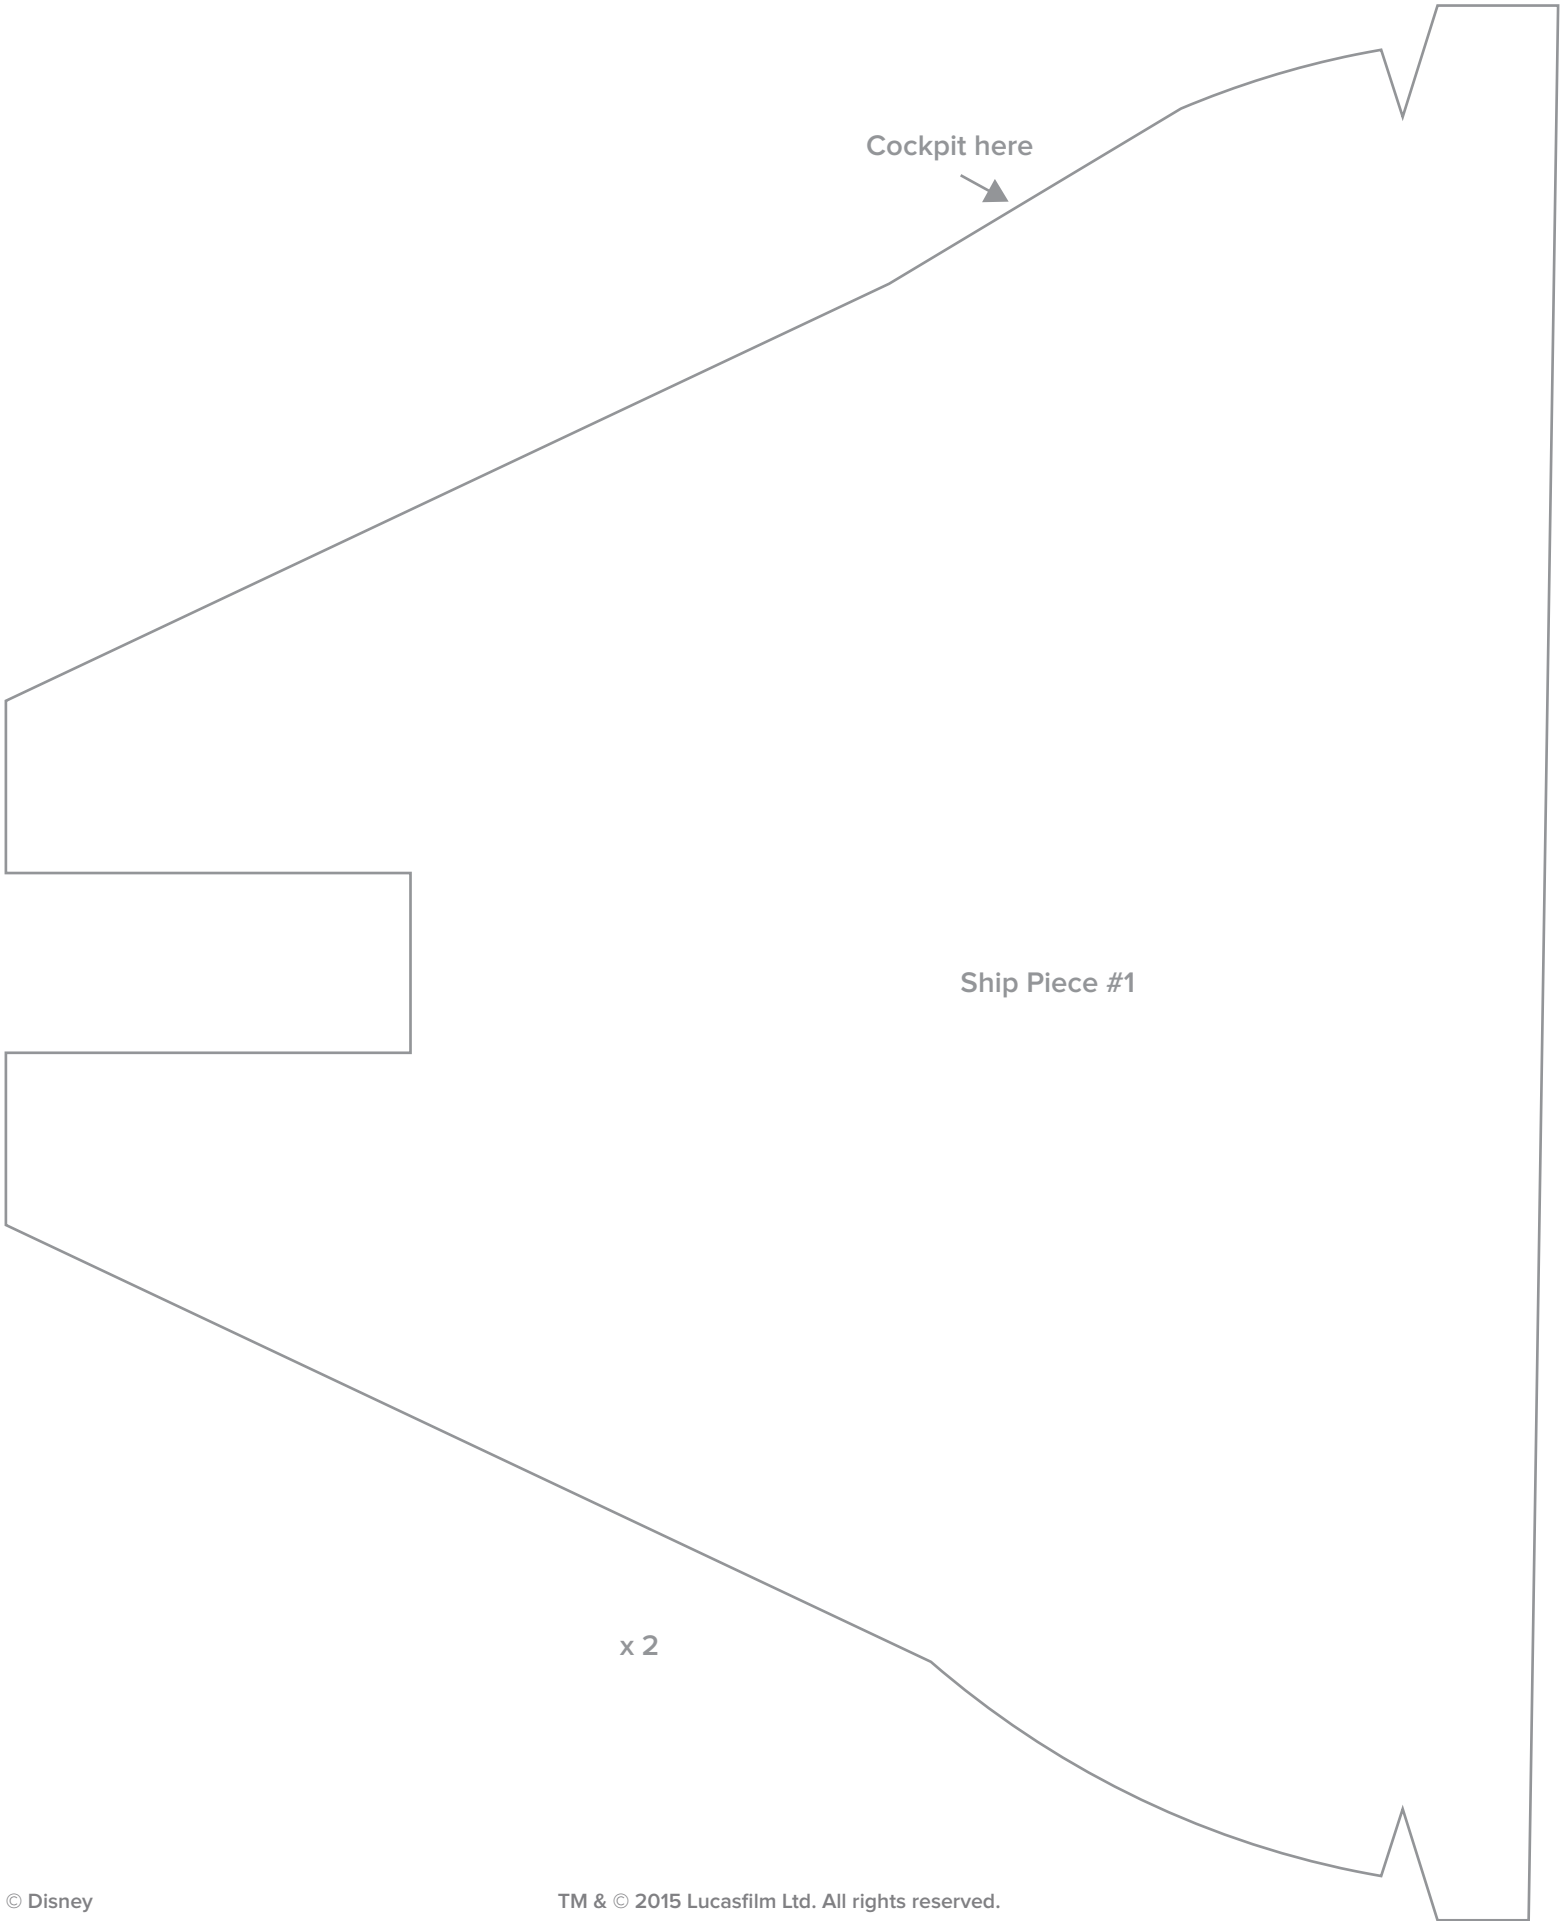 Cockpit here
Ship Piece #1
x 2
© Disney
TM & © 2015 Lucasfilm Ltd. All rights reserved.